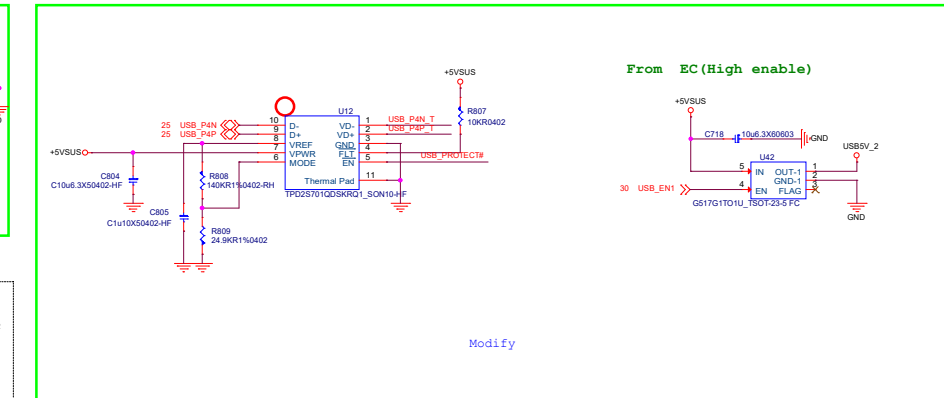 From EC(High enable)
+5VSUS
R807
10KR0402
U12
25 USB_P4N
10 D-
VD- 1
USB_P4N_T
25 USB_P4P
9 D+
VD+ 2
USB_P4P_T
8 VREF
GND 3
+5VSUS
7 VPWR
FLT 4
6 MODE
EN 5
USB_PROTECT#
Thermal Pad 11
TPD2S701QDSKRQ1_SON10-HF
C804
C10u6.3X50402-HF
R808
140KR1%0402-RH
C805
C1u10X50402-HF
R809
24.9KR1%0402
+5VSUS
C718
10u6.3X60603
GND
U42
USB5V_2
5 IN
OUT-1 1
GND-1 2
30 USB_EN1
4 EN
FLAG 3
G517G1TO1U_TSOT-23-5 FC
GND
Modify